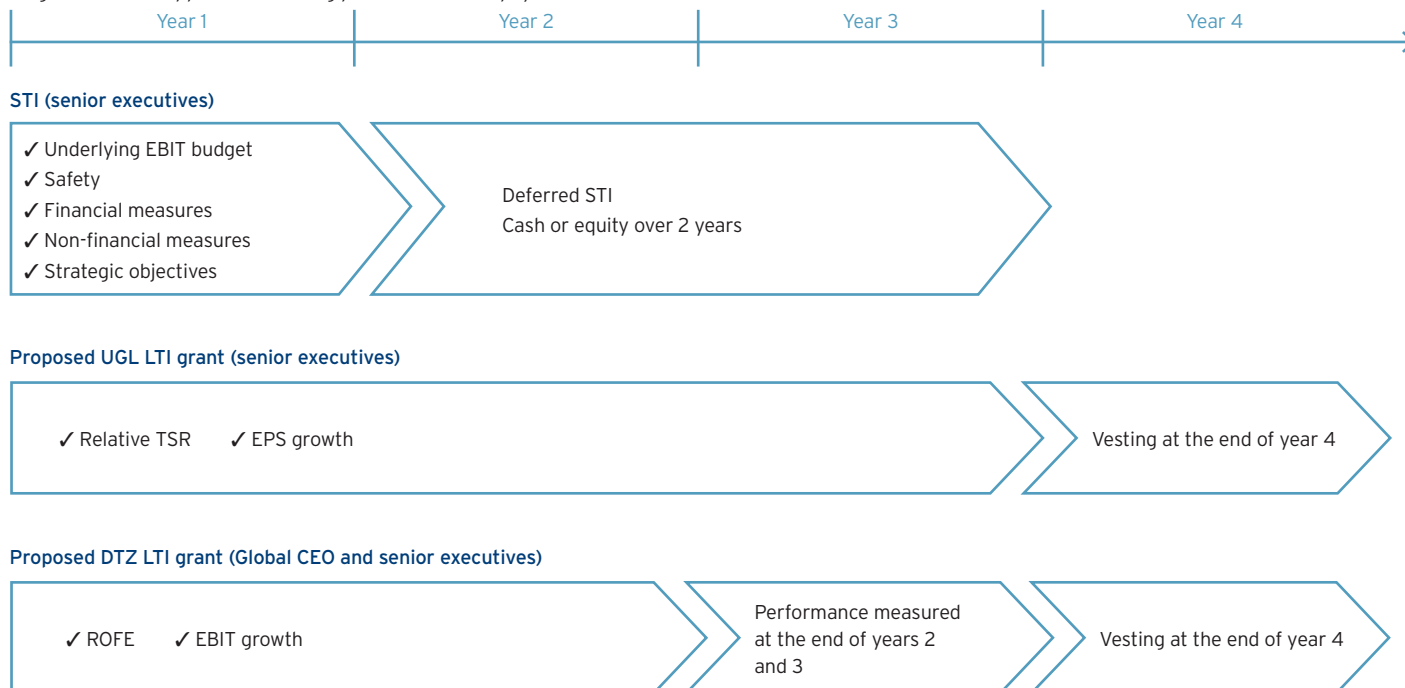 Year 1 Year 2 Year 3 Year 4
STI (senior executives)
✓ Underlying EBIT budget
✓ Safety
✓ Financial measures
✓ Non-financial measures
✓ Strategic objectives
Deferred STI
Cash or equity over 2 years
Proposed UGL LTI grant (senior executives)
✓ Relative TSR ✓ EPS growth
Vesting at the end of year 4
Proposed DTZ LTI grant (Global CEO and senior executives)
✓ ROFE ✓ EBIT growth
Performance measured
at the end of years 2
and 3
Vesting at the end of year 4